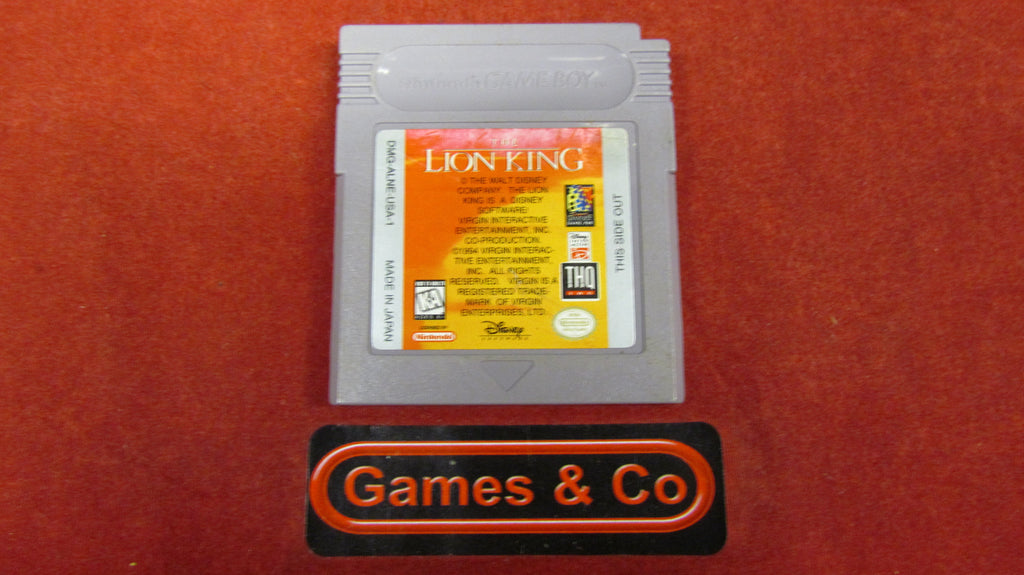 Nintendo GAME BOY
THE
LION KING
© THE WALT DISNEY
COMPANY. THE LION
KING IS A DISNEY
SOFTWARE/
VIRGIN INTERACTIVE
ENTERTAINMENT, INC.
CO-PRODUCTION.
©1994 VIRGIN INTERAC-
TIVE ENTERTAINMENT,
INC. ALL RIGHTS
RESERVED. VIRGIN IS A
REGISTERED TRADE-
MARK OF VIRGIN
ENTERPRISES, LTD.
DMG-ALNE-USA-1
MADE IN JAPAN
THIS SIDE OUT
THQ
K-A
LICENSED BY
Nintendo
Disney
Games & Co